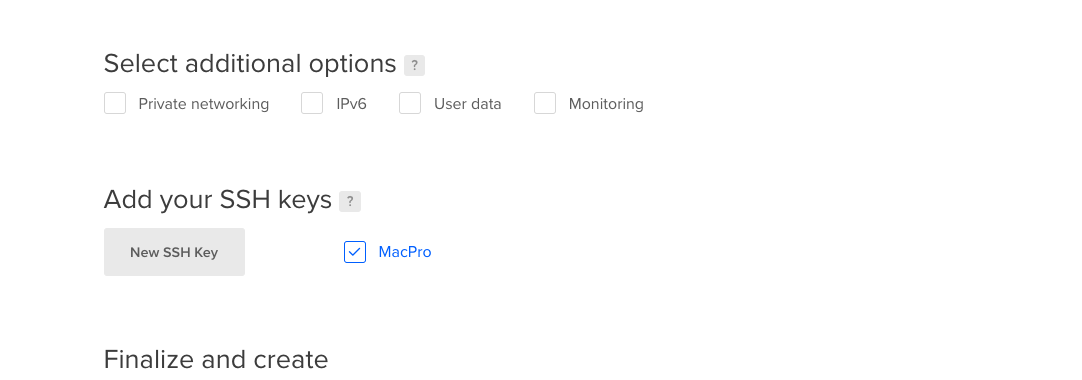 Select additional options ?
Private networking IPv6 User data Monitoring
Add your SSH keys ?
New SSH Key MacPro
Finalize and create